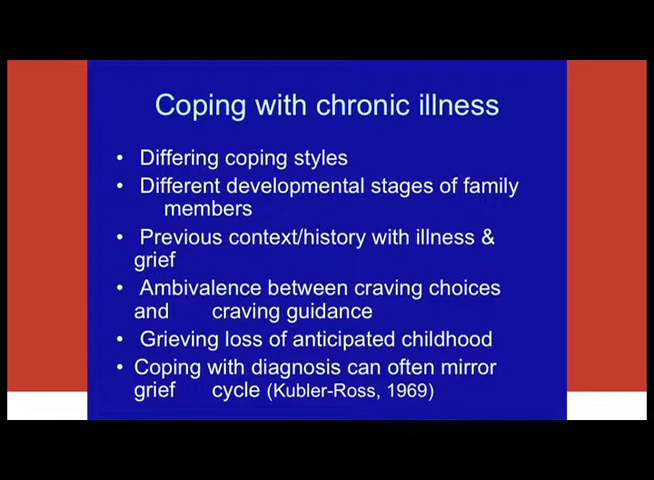 Coping with chronic illness
• Differing coping styles
• Different developmental stages of family
members
• Previous context/history with illness &
grief
• Ambivalence between craving choices
and craving guidance
• Grieving loss of anticipated childhood
• Coping with diagnosis can often mirror
grief cycle (Kubler-Ross, 1969)